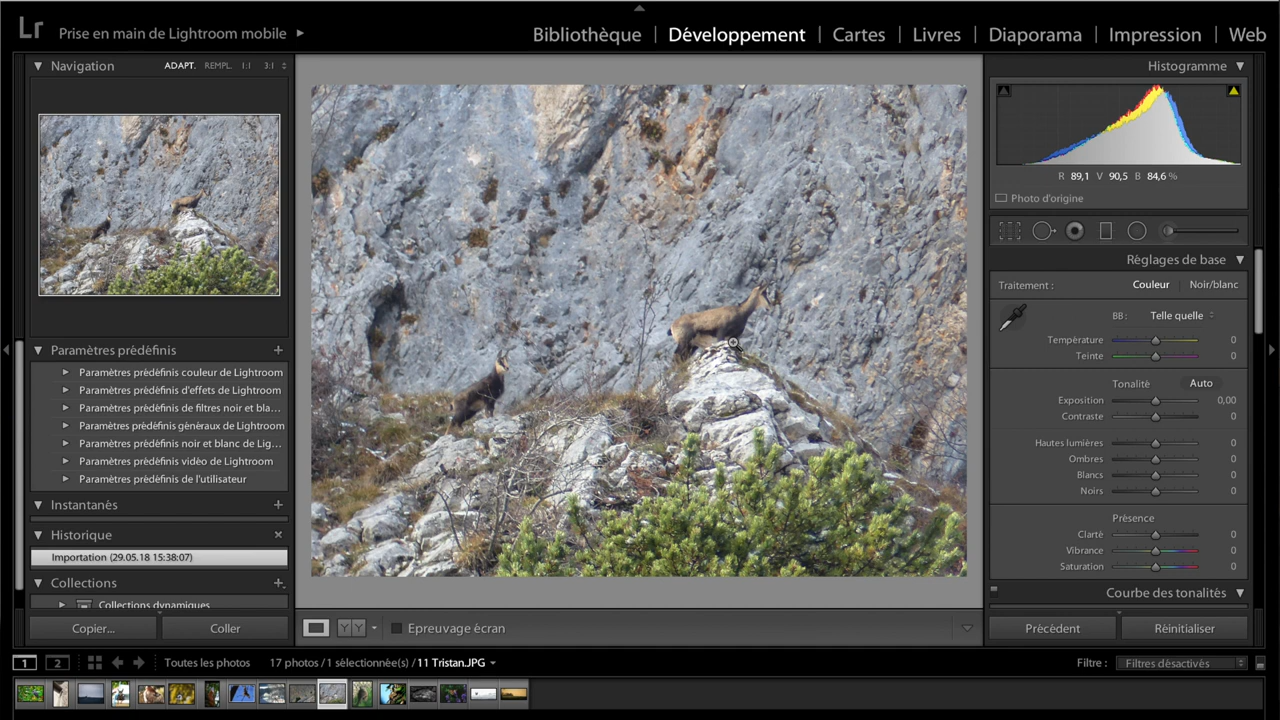 Lr Prise en main de Lightroom mobile
Bibliothèque | Développement | Cartes | Livres | Diaporama | Impression | Web
Navigation ADAPT. REMPL. 1:1 3:1
Paramètres prédéfinis +
Paramètres prédéfinis couleur de Lightroom
Paramètres prédéfinis d'effets de Lightroom
Paramètres prédéfinis de filtres noir et bla...
Paramètres prédéfinis généraux de Lightroom
Paramètres prédéfinis noir et blanc de Lig...
Paramètres prédéfinis vidéo de Lightroom
Paramètres prédéfinis de l'utilisateur
Instantanés +
Historique ×
Importation (29.05.18 15:38:07)
Collections +
Collections dynamiques
Copier... Coller
YY Epreuvage écran
Histogramme
R 89,1 V 90,5 B 84,6 %
Photo d'origine
Réglages de base
Traitement : Couleur Noir/blanc
BB : Telle quelle
Température 0
Teinte 0
Tonalité Auto
Exposition 0,00
Contraste 0
Hautes lumières 0
Ombres 0
Blancs 0
Noirs 0
Présence
Clarté 0
Vibrance 0
Saturation 0
Courbe des tonalités
Précédent Réinitialiser
1 2 Toutes les photos 17 photos / 1 sélectionnée(s) / 11 Tristan.JPG Filtre : Filtres désactivés